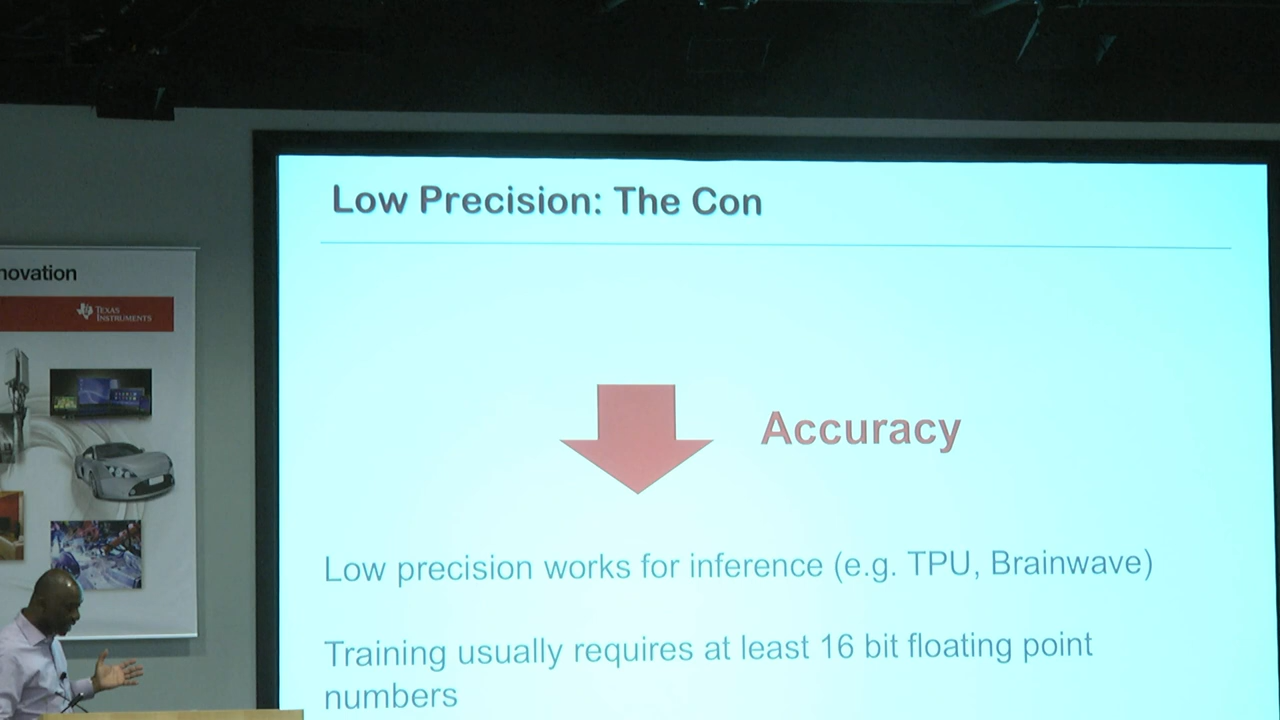 Low Precision: The Con
novation
TEXAS
INSTRUMENTS
Accuracy
Low precision works for inference (e.g. TPU, Brainwave)
Training usually requires at least 16 bit floating point
numbers